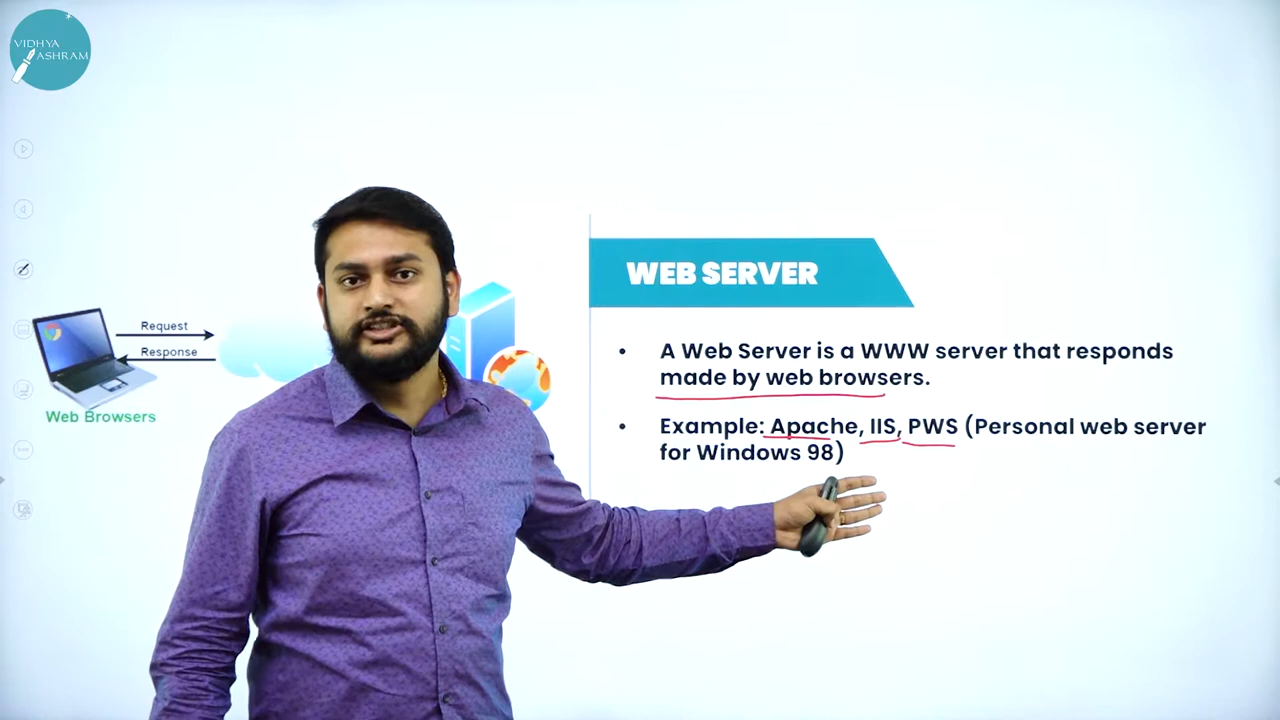 VIDHYA
ASHRAM
Request
Response
Web Browsers
WEB SERVER
• A Web Server is a WWW server that responds
made by web browsers.
• Example: Apache, IIS, PWS (Personal web server
for Windows 98)